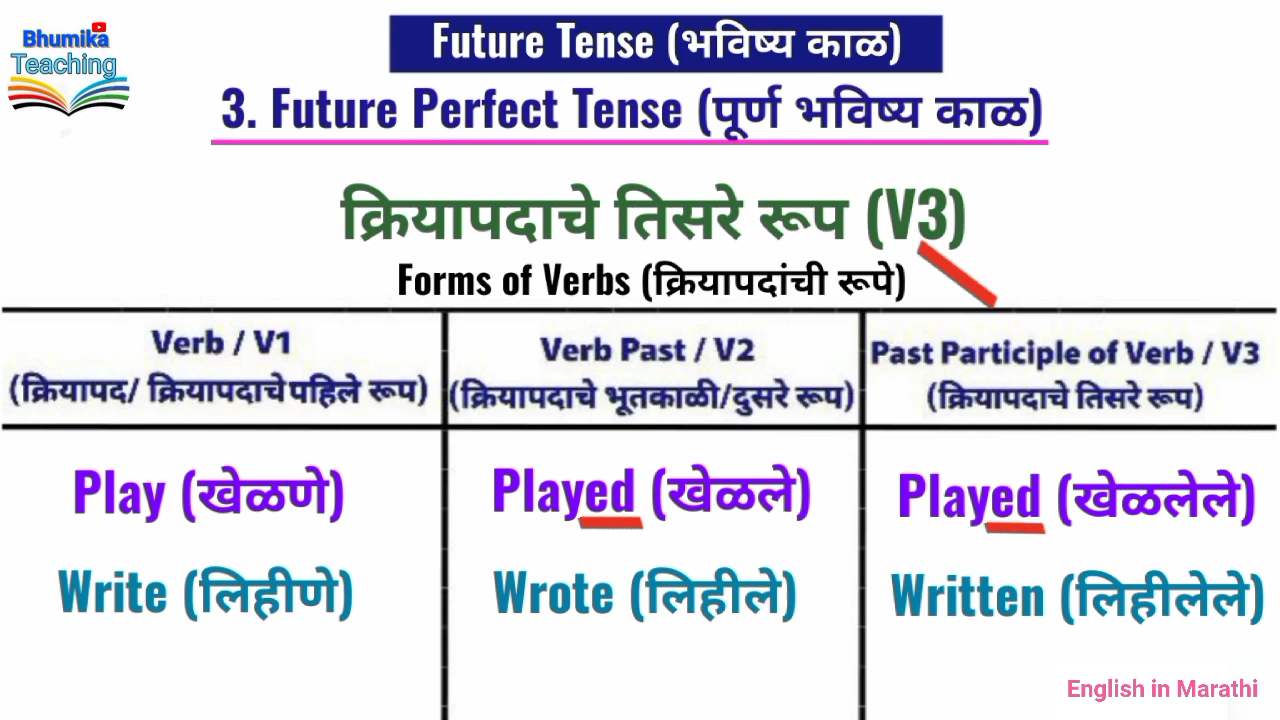 Bhumika
Teaching
Future Tense (भविष्य काळ)
3. Future Perfect Tense (पूर्ण भविष्य काळ)
क्रियापदाचे तिसरे रूप (V3)
Forms of Verbs (क्रियापदांची रूपे)
Verb / V1
(क्रियापद/ क्रियापदाचे पहिले रूप)
Verb Past / V2
(क्रियापदाचे भूतकाळी/दुसरे रूप)
Past Participle of Verb / V3
(क्रियापदाचे तिसरे रूप)
Play (खेळणे)
Played (खेळले)
Played (खेळलेले)
Write (लिहीणे)
Wrote (लिहीले)
Written (लिहीलेले)
English in Marathi